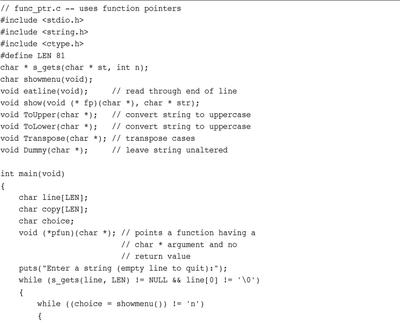 // func_ptr.c -- uses function pointers
#include <stdio.h>
#include <string.h>
#include <ctype.h>
#define LEN 81
char * s_gets(char * st, int n);
char showmenu(void);
void eatline(void);     // read through end of line
void show(void (* fp)(char *), char * str);
void ToUpper(char *);   // convert string to uppercase
void ToLower(char *);   // convert string to uppercase
void Transpose(char *); // transpose cases
void Dummy(char *);     // leave string unaltered
int main(void)
{
    char line[LEN];
    char copy[LEN];
    char choice;
    void (*pfun)(char *); // points a function having a
                          // char * argument and no
                          // return value
    puts("Enter a string (empty line to quit):");
    while (s_gets(line, LEN) != NULL && line[0] != '\0')
    {
        while ((choice = showmenu()) != 'n')
        {